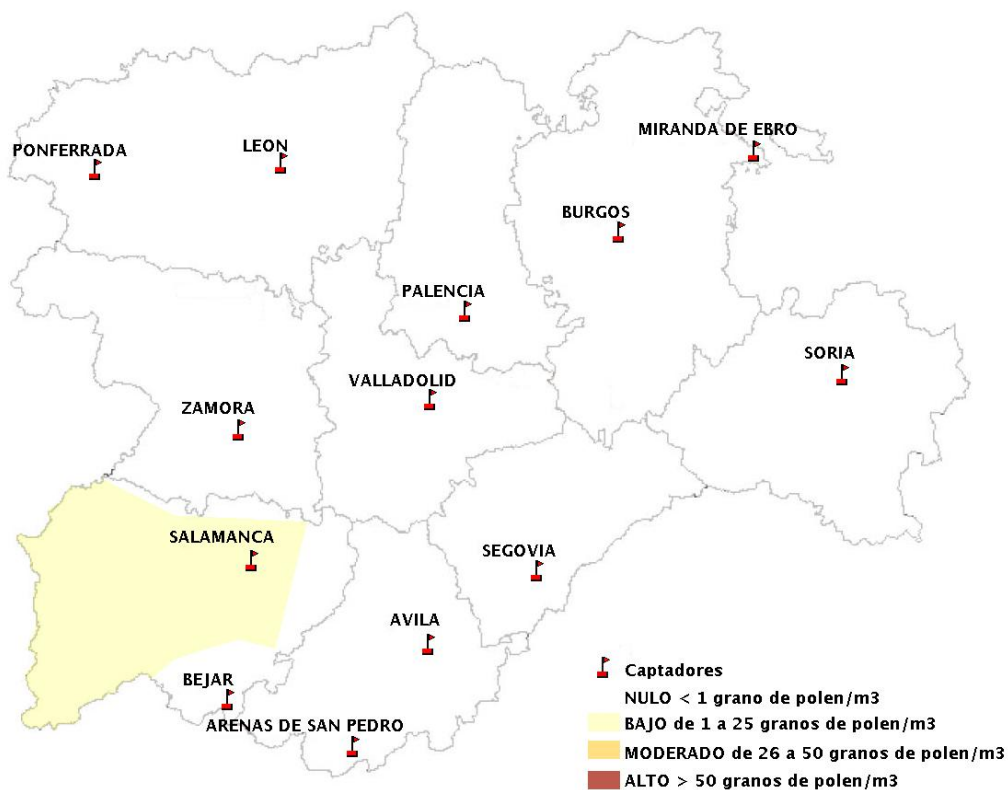 MIRANDA DE EBRO
PONFERRADA
LEON
BURGOS
PALENCIA
SORIA
VALLADOLID
ZAMORA
SALAMANCA
SEGOVIA
AVILA
BEJAR
ARENAS DE SAN PEDRO
Captadores
NULO < 1 grano de polen/m3
BAJO de 1 a 25 granos de polen/m3
MODERADO de 26 a 50 granos de polen/m3
ALTO > 50 granos de polen/m3